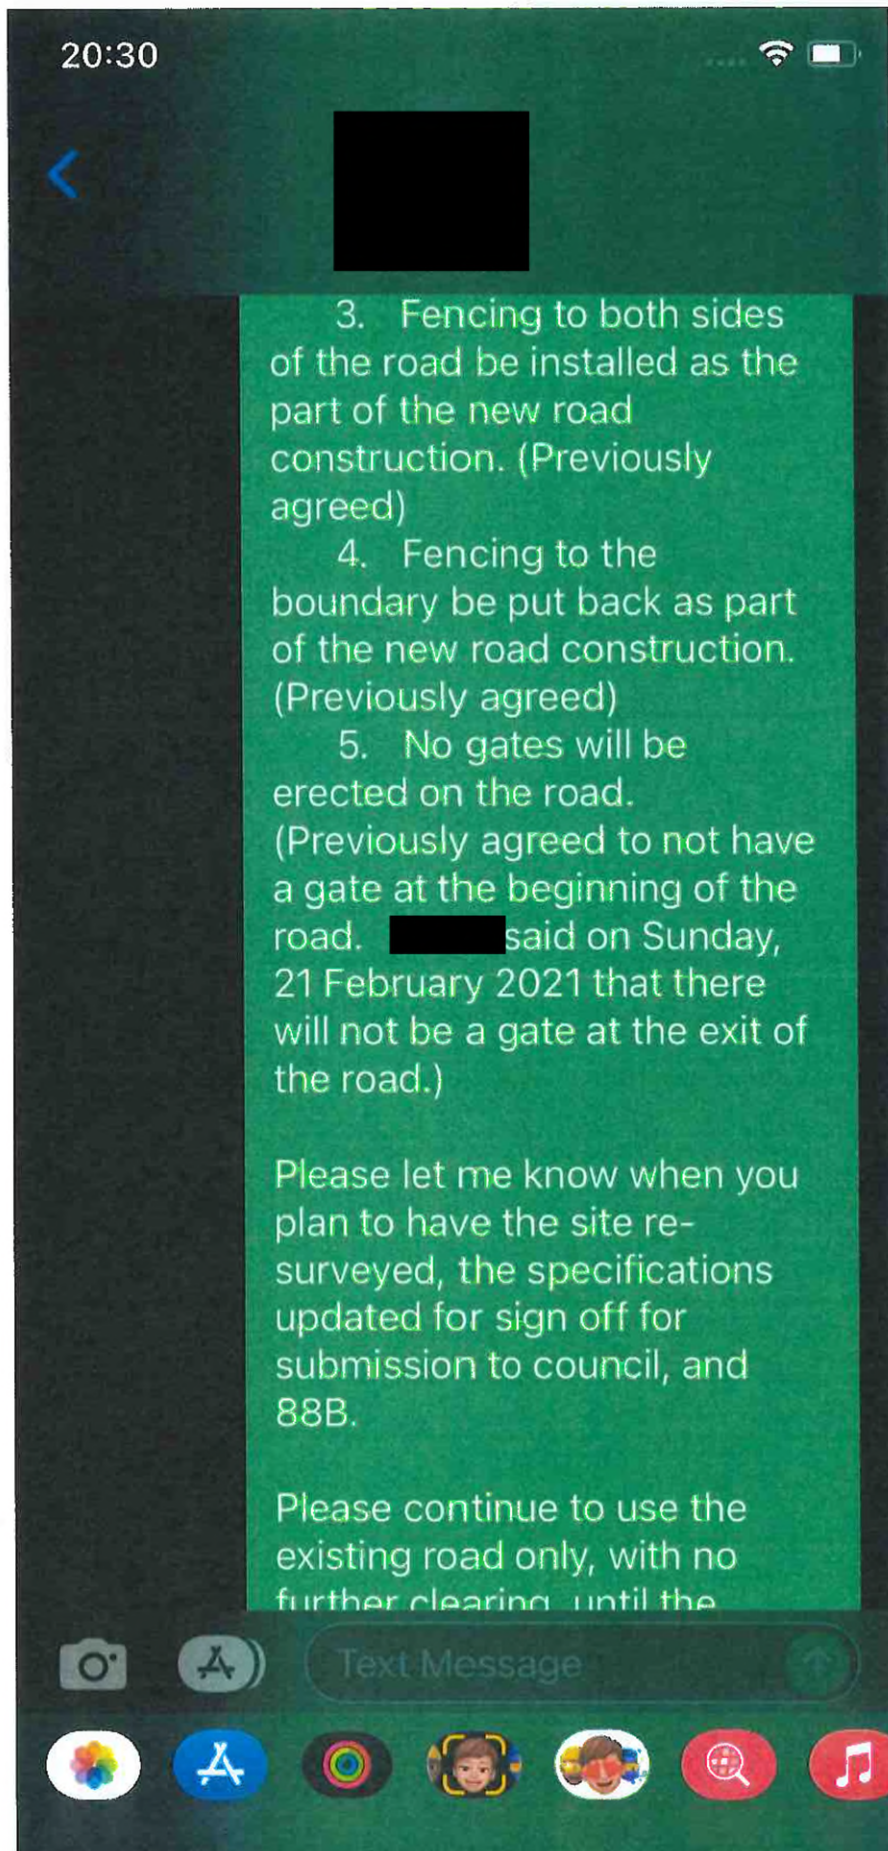 20:30
3. Fencing to both sides
of the road be installed as the
part of the new road
construction. (Previously
agreed)
4. Fencing to the
boundary be put back as part
of the new road construction.
(Previously agreed)
5. No gates will be
erected on the road.
(Previously agreed to not have
a gate at the beginning of the
road. said on Sunday,
21 February 2021 that there
will not be a gate at the exit of
the road.)
Please let me know when you
plan to have the site re-
surveyed, the specifications
updated for sign off for
submission to council, and
88B.
Please continue to use the
existing road only, with no
further clearing, until the
Text Message